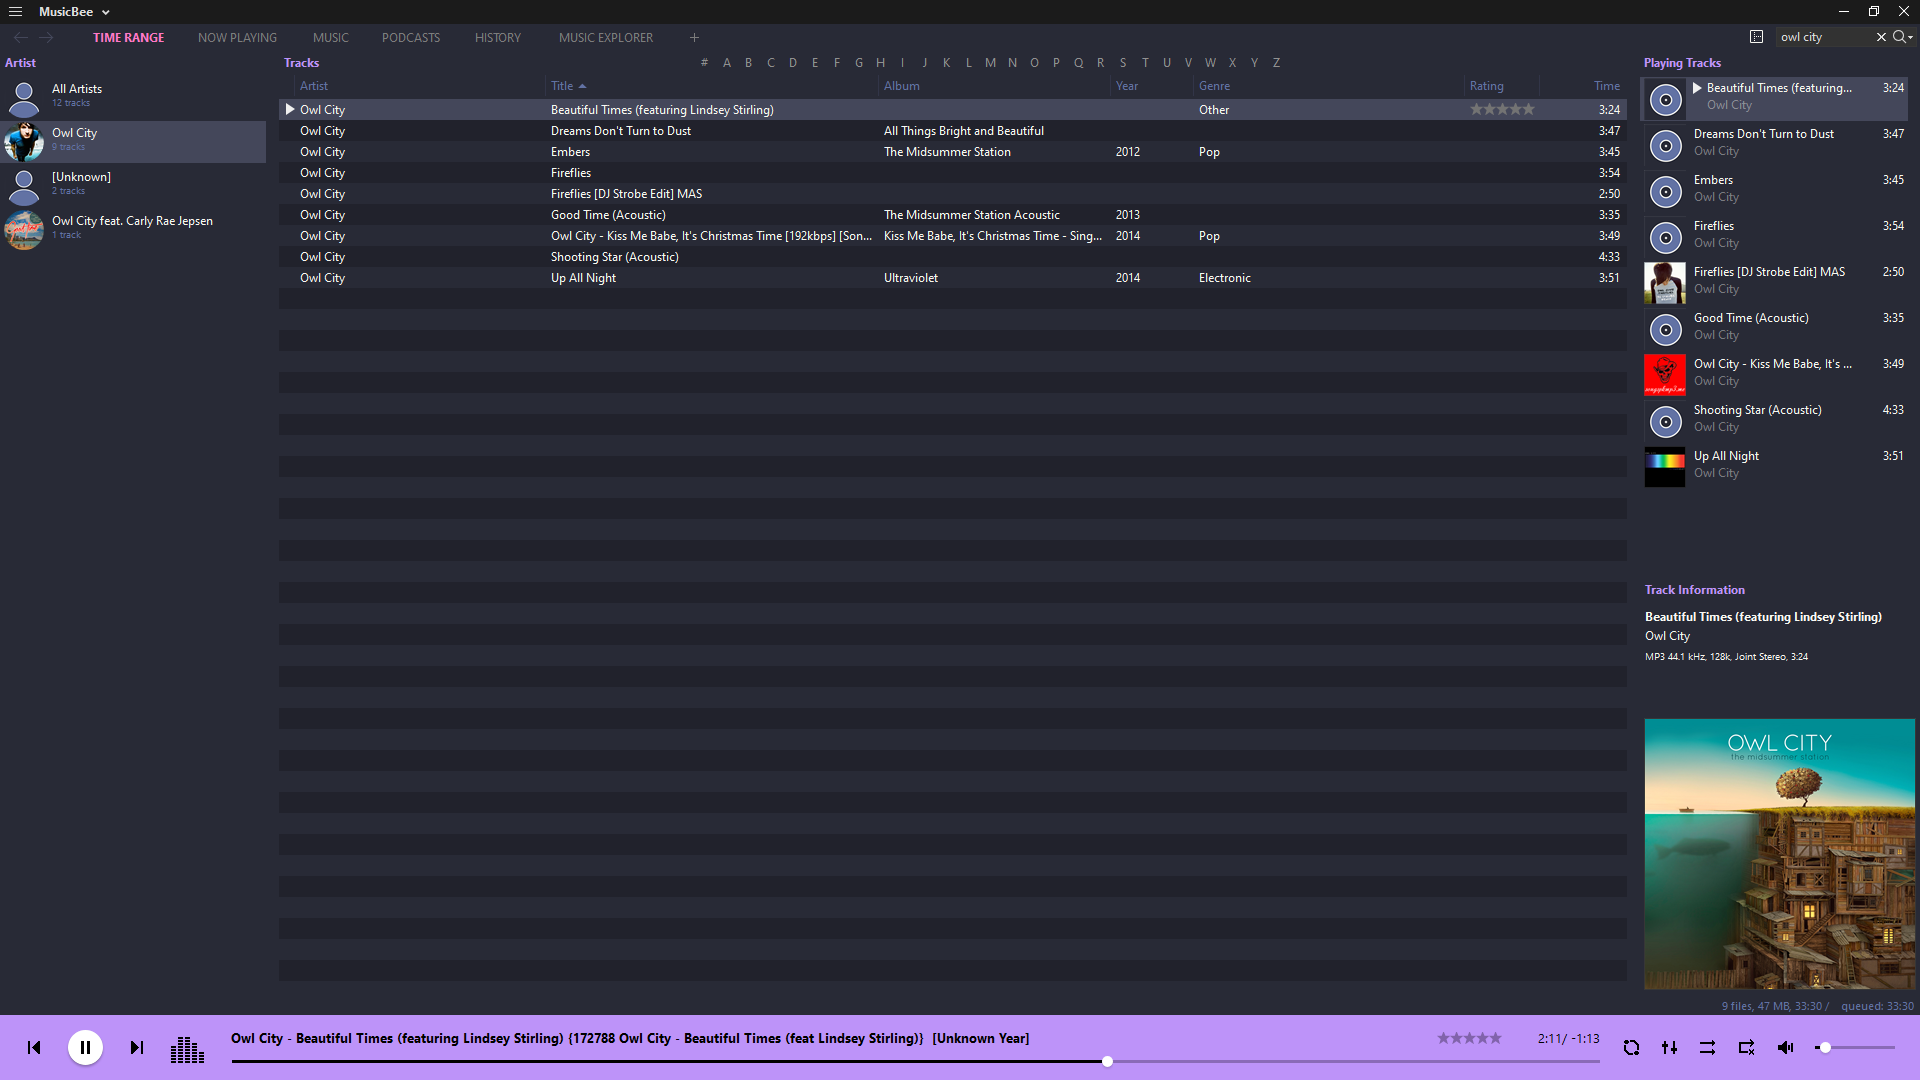 MusicBee
TIME RANGE NOW PLAYING MUSIC PODCASTS HISTORY MUSIC EXPLORER + owl city
Artist
All Artists
12 tracks
Owl City
9 tracks
[Unknown]
2 tracks
Owl City feat. Carly Rae Jepsen
1 track
Tracks # A B C D E F G H I J K L M N O P Q R S T U V W X Y Z
Artist Title Album Year Genre Rating Time
Owl City Beautiful Times (featuring Lindsey Stirling) Other 3:24
Owl City Dreams Don't Turn to Dust All Things Bright and Beautiful 3:47
Owl City Embers The Midsummer Station 2012 Pop 3:45
Owl City Fireflies 3:54
Owl City Fireflies [DJ Strobe Edit] MAS 2:50
Owl City Good Time (Acoustic) The Midsummer Station Acoustic 2013 3:35
Owl City Owl City - Kiss Me Babe, It's Christmas Time [192kbps] [Son... Kiss Me Babe, It's Christmas Time - Sing... 2014 Pop 3:49
Owl City Shooting Star (Acoustic) 4:33
Owl City Up All Night Ultraviolet 2014 Electronic 3:51
Playing Tracks
Beautiful Times (featuring... 3:24
Owl City
Dreams Don't Turn to Dust 3:47
Owl City
Embers 3:45
Owl City
Fireflies 3:54
Owl City
Fireflies [DJ Strobe Edit] MAS 2:50
Owl City
Good Time (Acoustic) 3:35
Owl City
Owl City - Kiss Me Babe, It's ... 3:49
Owl City
Shooting Star (Acoustic) 4:33
Owl City
Up All Night 3:51
Owl City
Track Information
Beautiful Times (featuring Lindsey Stirling)
Owl City
MP3 44.1 kHz, 128k, Joint Stereo, 3:24
OWL CITY
the midsummer station
9 files, 47 MB, 33:30 / queued: 33:30
Owl City - Beautiful Times (featuring Lindsey Stirling) {172788 Owl City - Beautiful Times (feat Lindsey Stirling)} [Unknown Year] 2:11/ -1:13